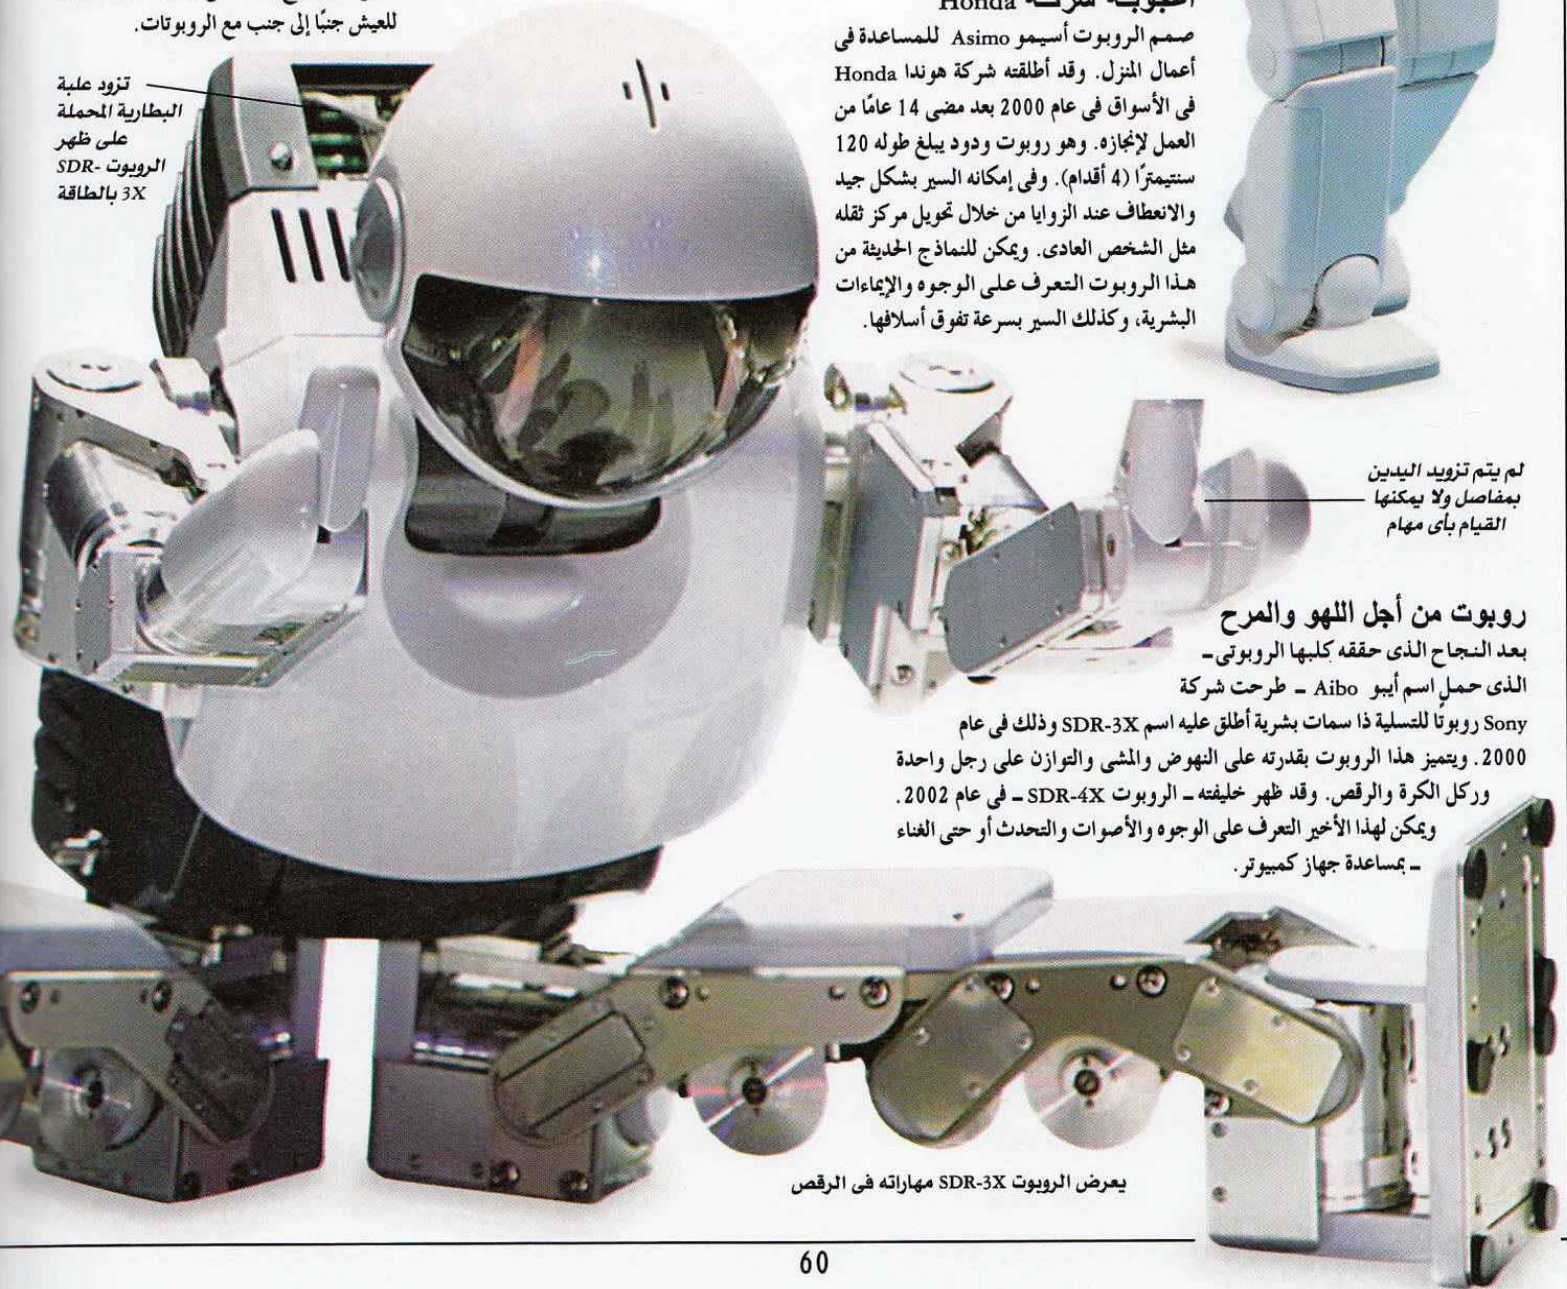 للعيش جنبًا إلى جنب مع الروبوتات.
تزود علبة
البطارية المحملة
على ظهر
الروبوت SDR-
3X بالطاقة
أعجوبة شركة Honda
صمم الروبوت أسيمو Asimo للمساعدة فى
أعمال المنزل. وقد أطلقته شركة هوندا Honda
فى الأسواق فى عام 2000 بعد مضى 14 عامًا من
العمل لإنجازه. وهو روبوت ودود يبلغ طوله 120
سنتيمترًا (4 أقدام). وفى إمكانه السير بشكل جيد
والانعطاف عند الزوايا من خلال تحويل مركز ثقله
مثل الشخص العادى. ويمكن للنماذج الحديثة من
هذا الروبوت التعرف على الوجوه والإيماءات
البشرية، وكذلك السير بسرعة تفوق أسلافها.
لم يتم تزويد اليدين
بمفاصل ولا يمكنها
القيام بأى مهام
روبوت من أجل اللهو والمرح
بعد النجاح الذى حققه كلبها الروبوتى ـ
الذى حمل اسم أيبو Aibo ـ طرحت شركة
Sony روبوتًا للتسلية ذا سمات بشرية أطلق عليه اسم SDR-3X وذلك فى عام
2000. ويتميز هذا الروبوت بقدرته على النهوض والمشى والتوازن على رجل واحدة
وركل الكرة والرقص. وقد ظهر خليفته ـ الروبوت SDR-4X ـ فى عام 2002.
ويمكن لهذا الأخير التعرف على الوجوه والأصوات والتحدث أو حتى الغناء
ـ بمساعدة جهاز كمبيوتر.
يعرض الروبوت SDR-3X مهاراته فى الرقص
60